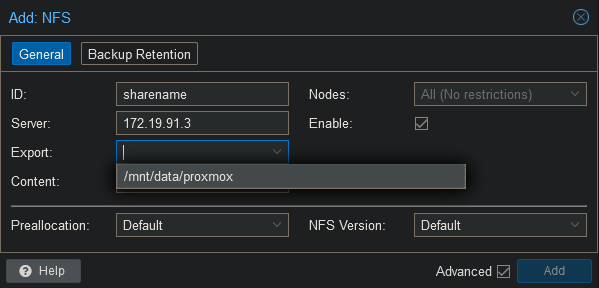 Add: NFS
General Backup Retention
ID: sharename Nodes: All (No restrictions)
Server: 172.19.91.3 Enable:
Export:
/mnt/data/proxmox
Content:
Preallocation: Default NFS Version: Default
Help Advanced Add